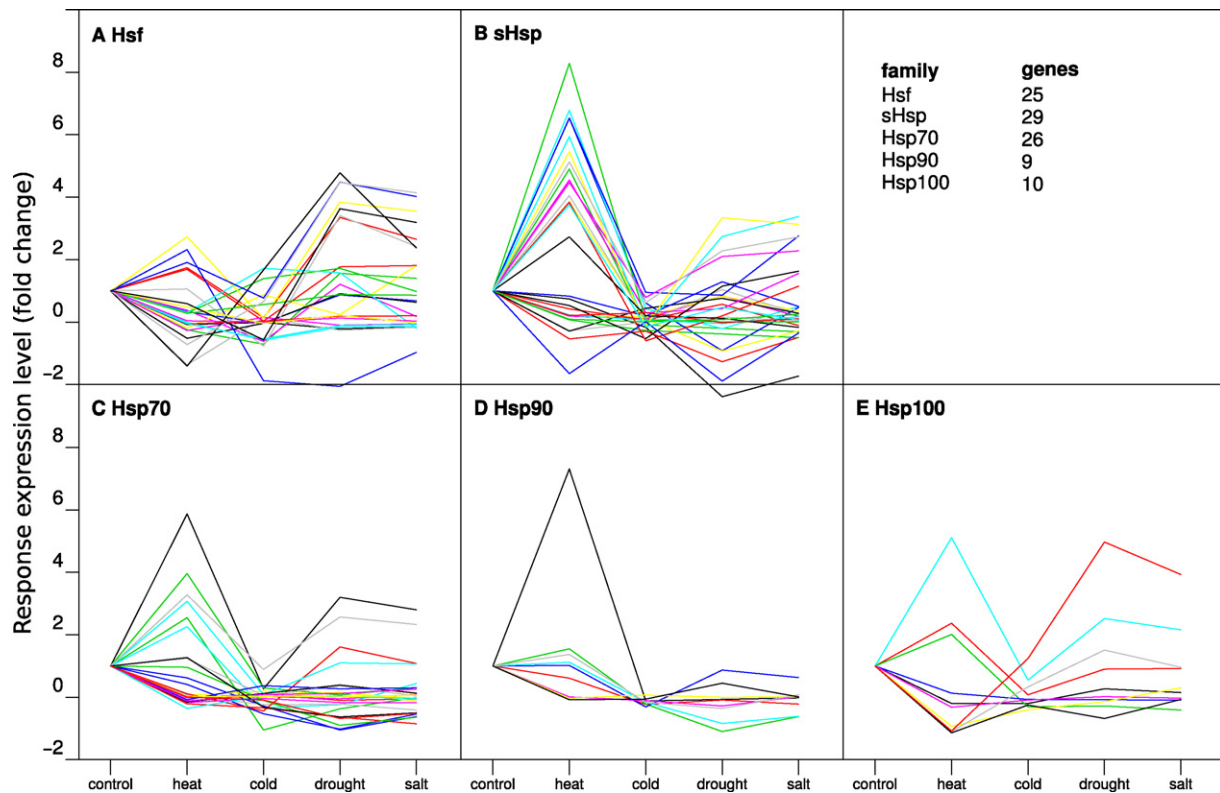 Response expression level (fold change)
A Hsf
B sHsp
family genes
Hsf 25
sHsp 29
Hsp70 26
Hsp90 9
Hsp100 10
8
6
4
2
0
-2
C Hsp70
D Hsp90
E Hsp100
8
6
4
2
0
-2
control heat cold drought salt
control heat cold drought salt
control heat cold drought salt